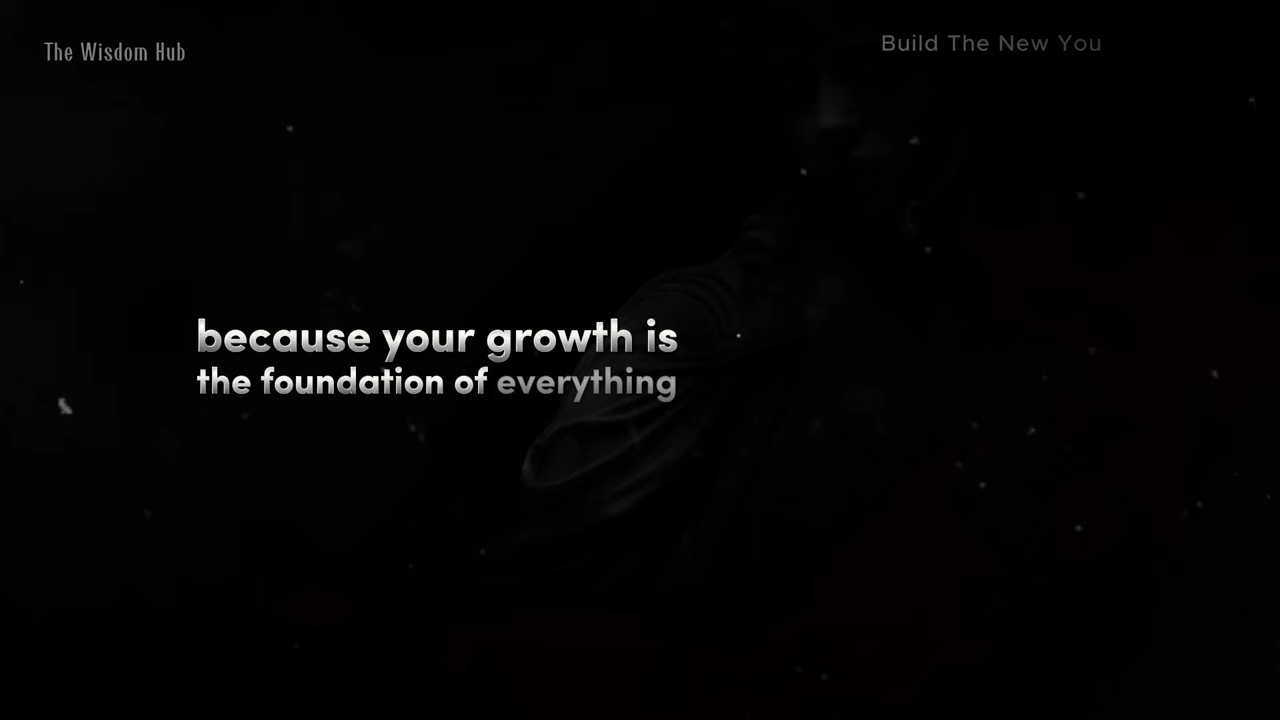 The Wisdom Hub
Build The New You
because your growth is
the foundation of everything